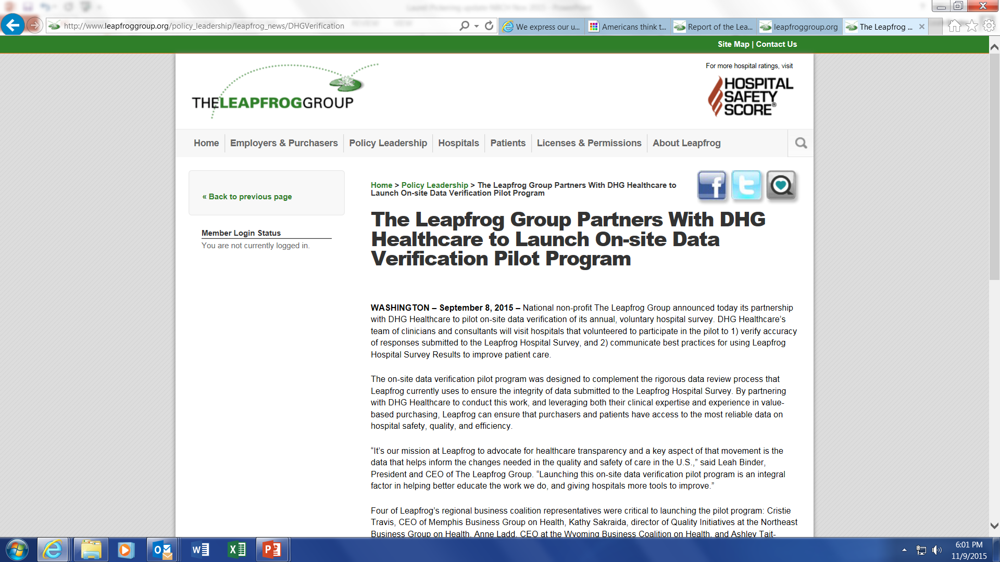 Laurel Pickering update NBCH Nov 2015 - PowerPoint
http://www.leapfroggroup.org/policy_leadership/leapfrog_news/DHGVerification
We express our u...
Americans think t...
Report of the Lea...
leapfroggroup.org
The Leapfrog ...
Site Map | Contact Us
For more hospital ratings, visit
THELEAPFROGGROUP
HOSPITAL
SAFETY
SCORE®
Home
Employers & Purchasers
Policy Leadership
Hospitals
Patients
Licenses & Permissions
About Leapfrog
« Back to previous page
Member Login Status
You are not currently logged in.
Home > Policy Leadership > The Leapfrog Group Partners With DHG Healthcare to
Launch On-site Data Verification Pilot Program
The Leapfrog Group Partners With DHG
Healthcare to Launch On-site Data
Verification Pilot Program
WASHINGTON – September 8, 2015 – National non-profit The Leapfrog Group announced today its partnership
with DHG Healthcare to pilot on-site data verification of its annual, voluntary hospital survey. DHG Healthcare’s
team of clinicians and consultants will visit hospitals that volunteered to participate in the pilot to 1) verify accuracy
of responses submitted to the Leapfrog Hospital Survey, and 2) communicate best practices for using Leapfrog
Hospital Survey Results to improve patient care.
The on-site data verification pilot program was designed to complement the rigorous data review process that
Leapfrog currently uses to ensure the integrity of data submitted to the Leapfrog Hospital Survey. By partnering
with DHG Healthcare to conduct this work, and leveraging both their clinical expertise and experience in value-
based purchasing, Leapfrog can ensure that purchasers and patients have access to the most reliable data on
hospital safety, quality, and efficiency.
“It’s our mission at Leapfrog to advocate for healthcare transparency and a key aspect of that movement is the
data that helps inform the changes needed in the quality and safety of care in the U.S.,” said Leah Binder,
President and CEO of The Leapfrog Group. “Launching this on-site data verification pilot program is an integral
factor in helping better educate the work we do, and giving hospitals more tools to improve.”
Four of Leapfrog’s regional business coalition representatives were critical to launching the pilot program: Cristie
Travis, CEO of Memphis Business Group on Health, Kathy Sakraida, director of Quality Initiatives at the Northeast
Business Group on Health, Anne Ladd, CEO at the Wyoming Business Coalition on Health, and Ashley Tait-
6:01 PM
11/9/2015